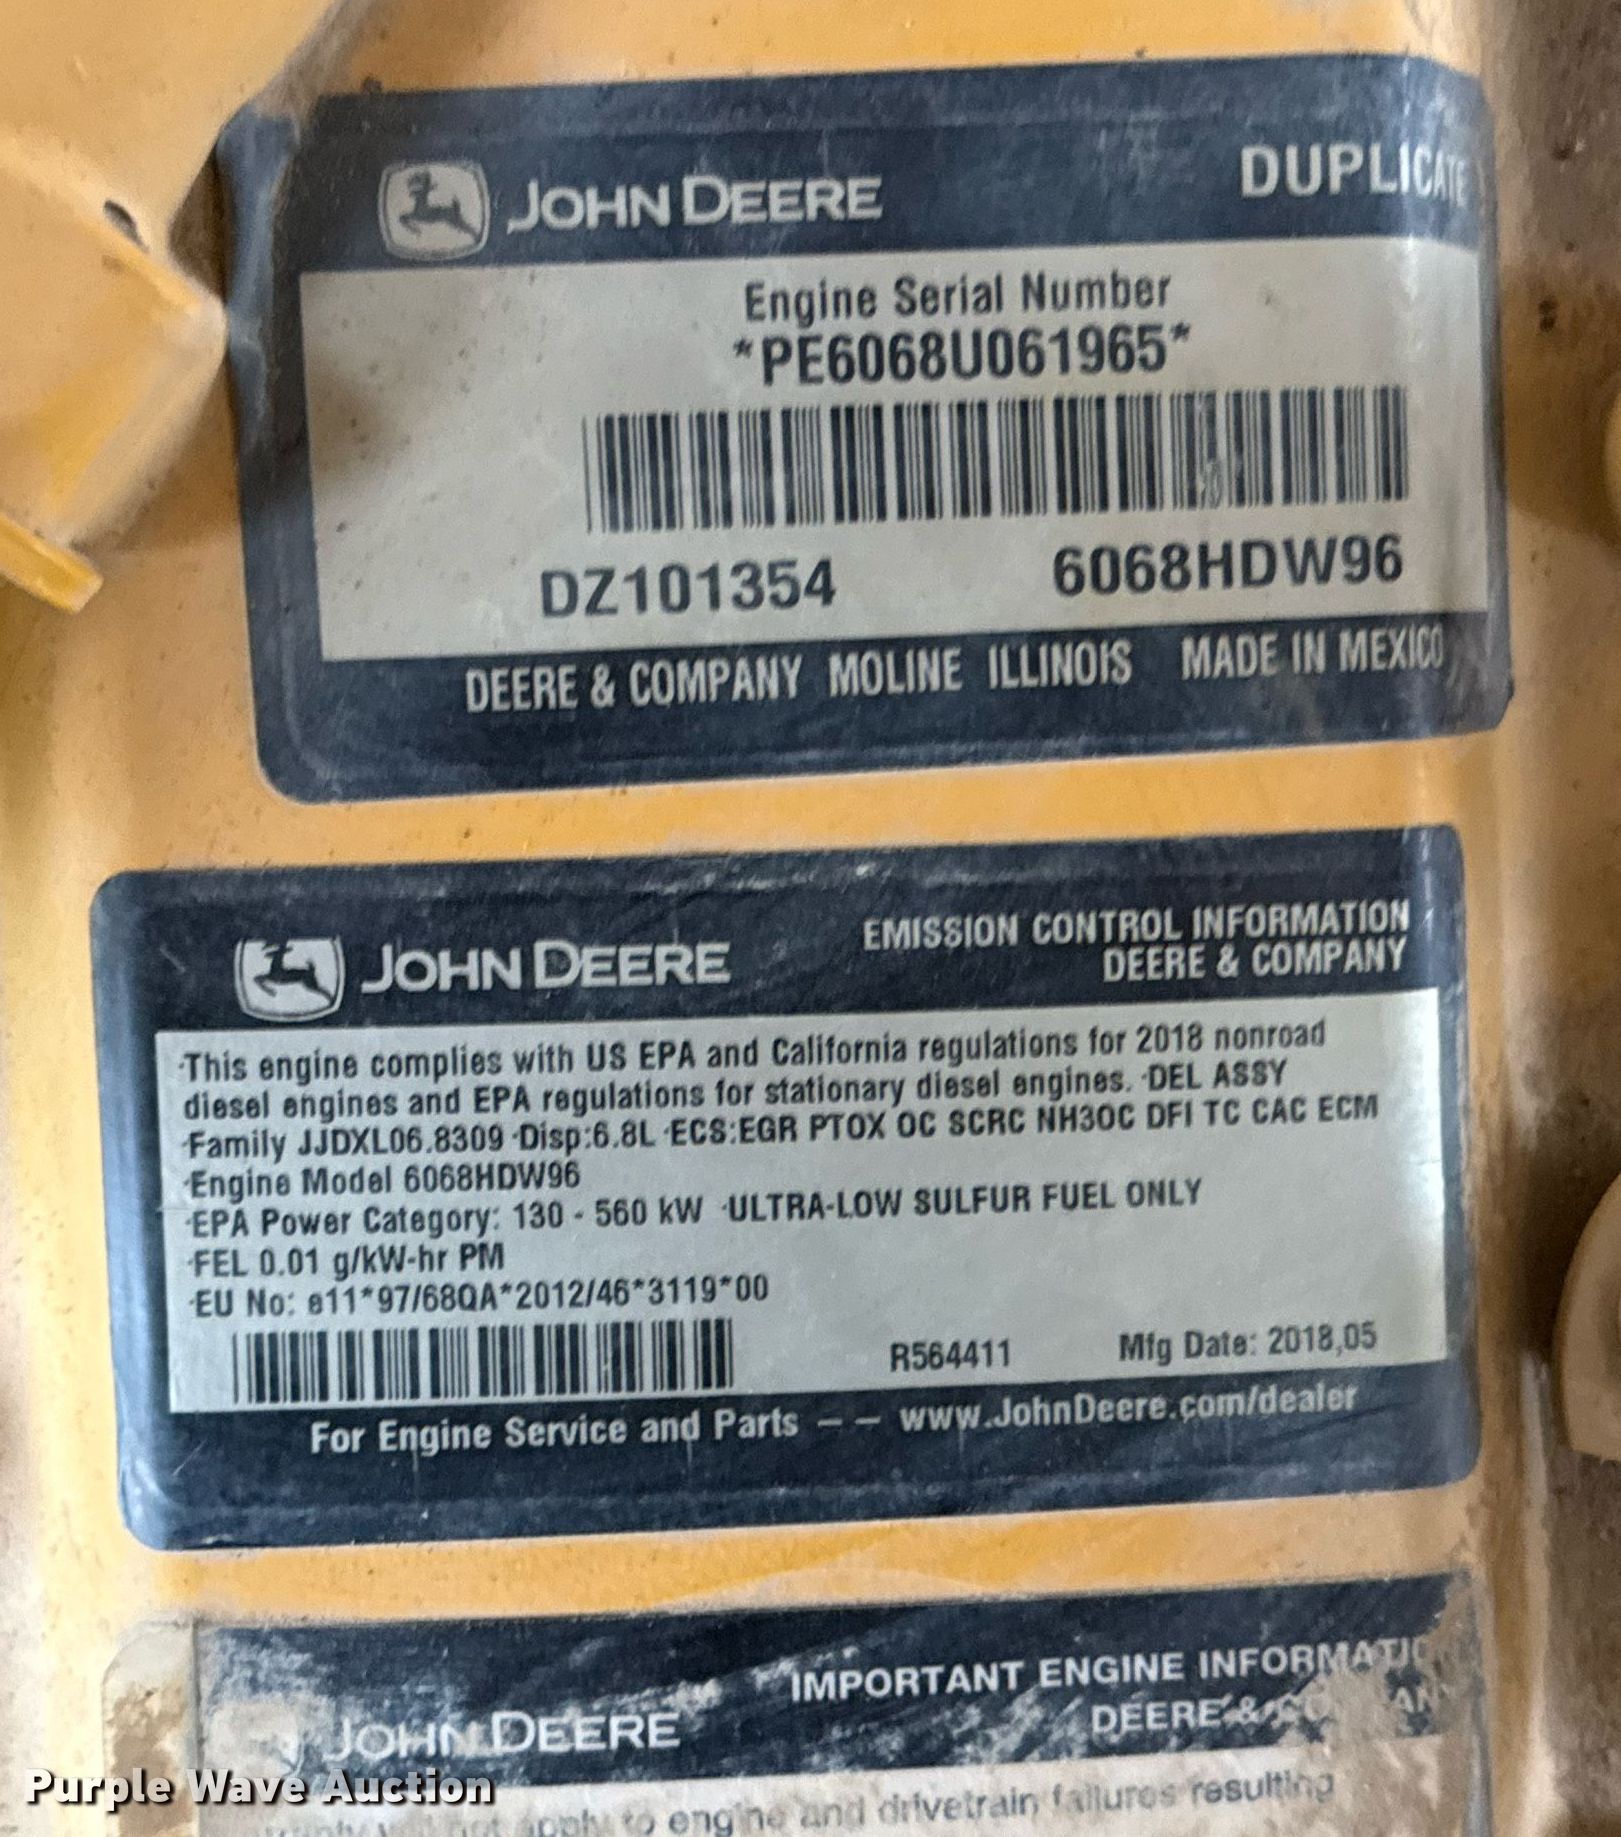 JOHN DEERE
DUPLICATE
Engine Serial Number
*PE6068U061965*
DZ101354 6068HDW96
DEERE & COMPANY MOLINE ILLINOIS MADE IN MEXICO
JOHN DEERE
EMISSION CONTROL INFORMATION
DEERE & COMPANY
·This engine complies with US EPA and California regulations for 2018 nonroad
diesel engines and EPA regulations for stationary diesel engines. ·DEL ASSY
·Family JJDXL06.8309 ·Disp:6.8L ·ECS:EGR PTOX OC SCRC NH3OC DFI TC CAC ECM
·Engine Model 6068HDW96
·EPA Power Category: 130 - 560 kW ·ULTRA-LOW SULFUR FUEL ONLY
·FEL 0.01 g/kW-hr PM
·EU No: e11*97/68QA*2012/46*3119*00
R564411 Mfg Date: 2018,05
For Engine Service and Parts – – www.JohnDeere.com/dealer
IMPORTANT ENGINE INFORMATIO
JOHN DEERE
DEERE &
Purple Wave Auction
not apply to engine and drivetrain failures resulting